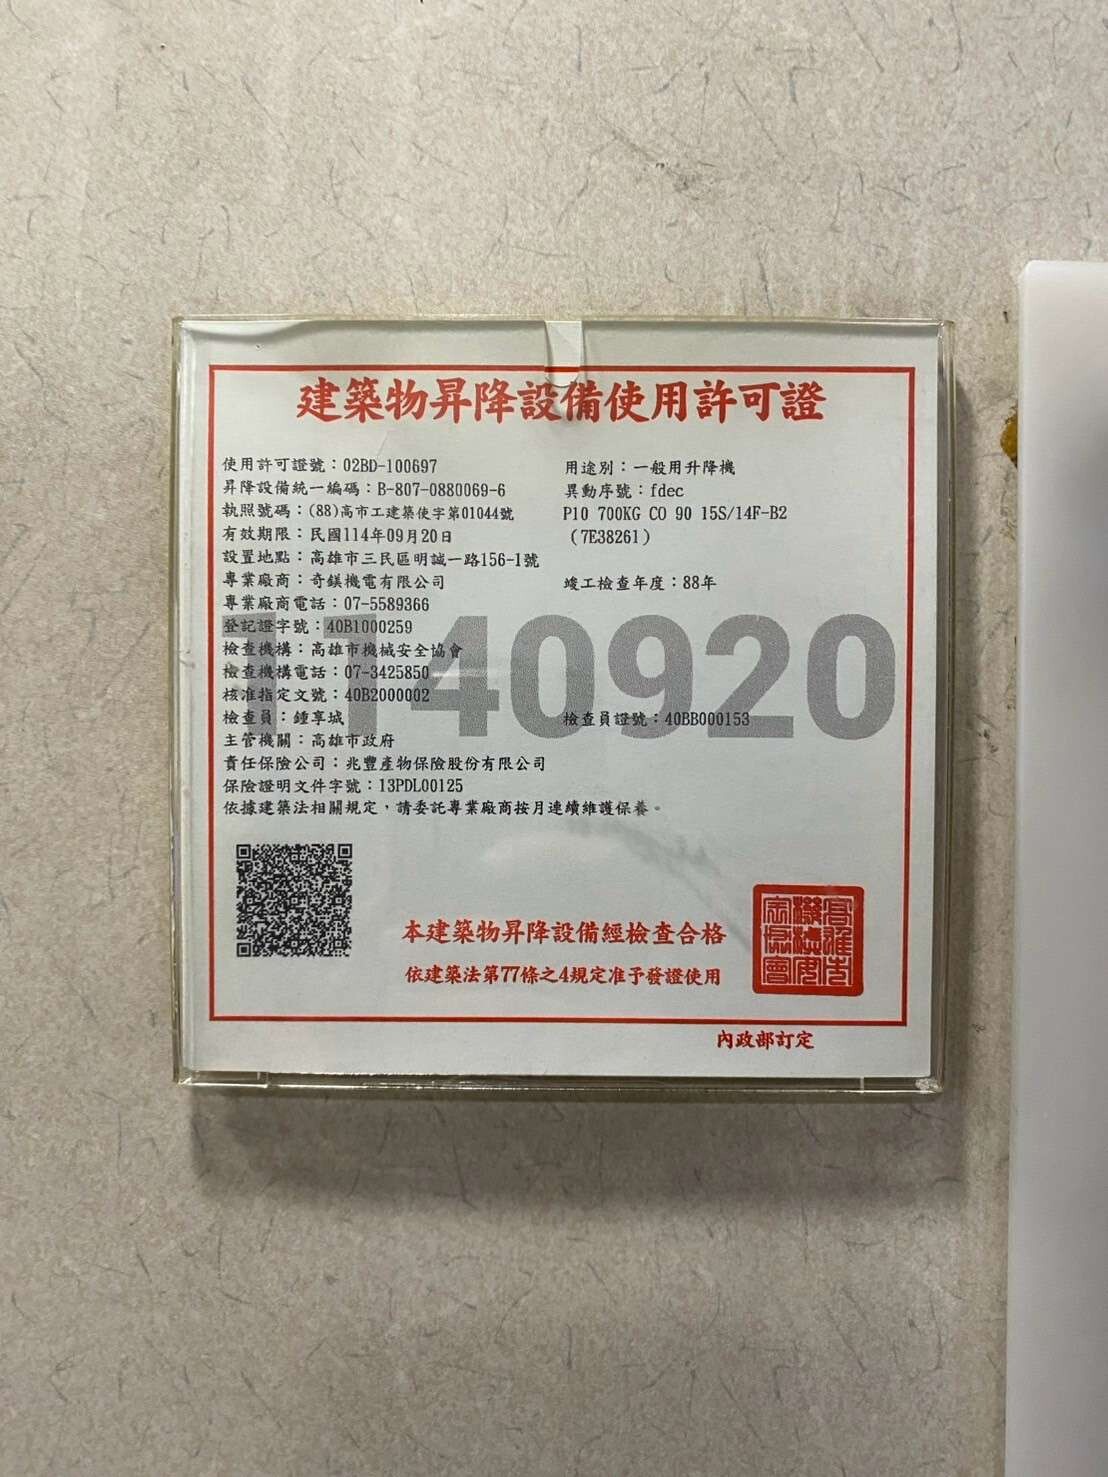 建築物昇降設備使用許可證
使用許可證號：02BD-100697
用途別：一般用升降機
昇降設備統一編碼：B-807-0880069-6
異動序號：fdec
執照號碼：(88)高市工建築使字第01044號
P10 700KG CO 90 15S/14F-B2
有效期限：民國114年09月20日
(7E38261)
設置地點：高雄市三民區明誠一路156-1號
專業廠商：奇鎂機電有限公司
竣工檢查年度：88年
專業廠商電話：07-5589366
1140920
登記證字號：40B1000259
檢查機構：高雄市機械安全協會
檢查機構電話：07-3425850
核准指定文號：40B2000002
檢查員：鍾享城
檢查員證號：40BB000153
主管機關：高雄市政府
責任保險公司：兆豐產物保險股份有限公司
保險證明文件字號：13PDL00125
依據建築法相關規定，請委託專業廠商按月連續維護保養。
本建築物昇降設備經檢查合格
依建築法第77條之4規定准予發證使用
內政部訂定